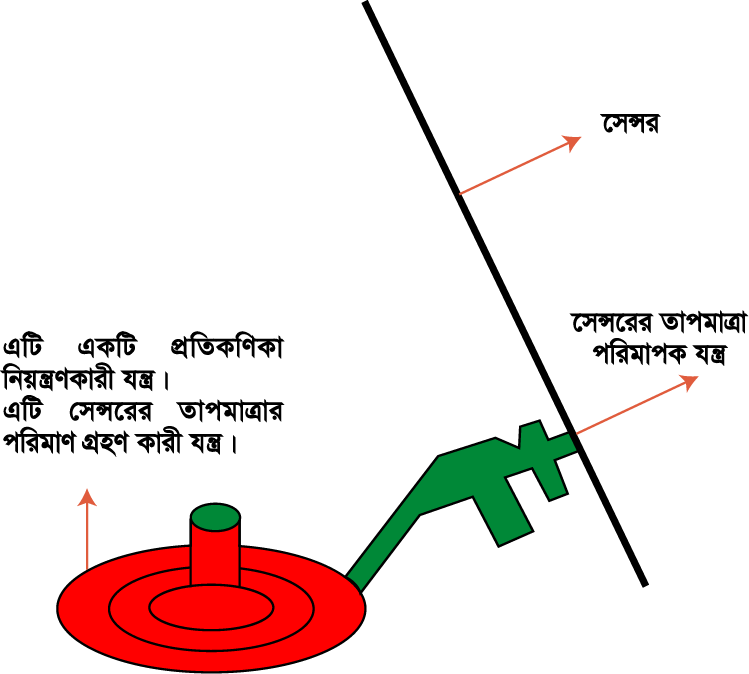 সেন্সর
সেন্সরের তাপমাত্রা
পরিমাপক যন্ত্র
এটি একটি প্রতিকণিকা
নিয়ন্ত্রণকারী যন্ত্র।
এটি সেন্সরের তাপমাত্রার
পরিমাণ গ্রহণ কারী যন্ত্র।